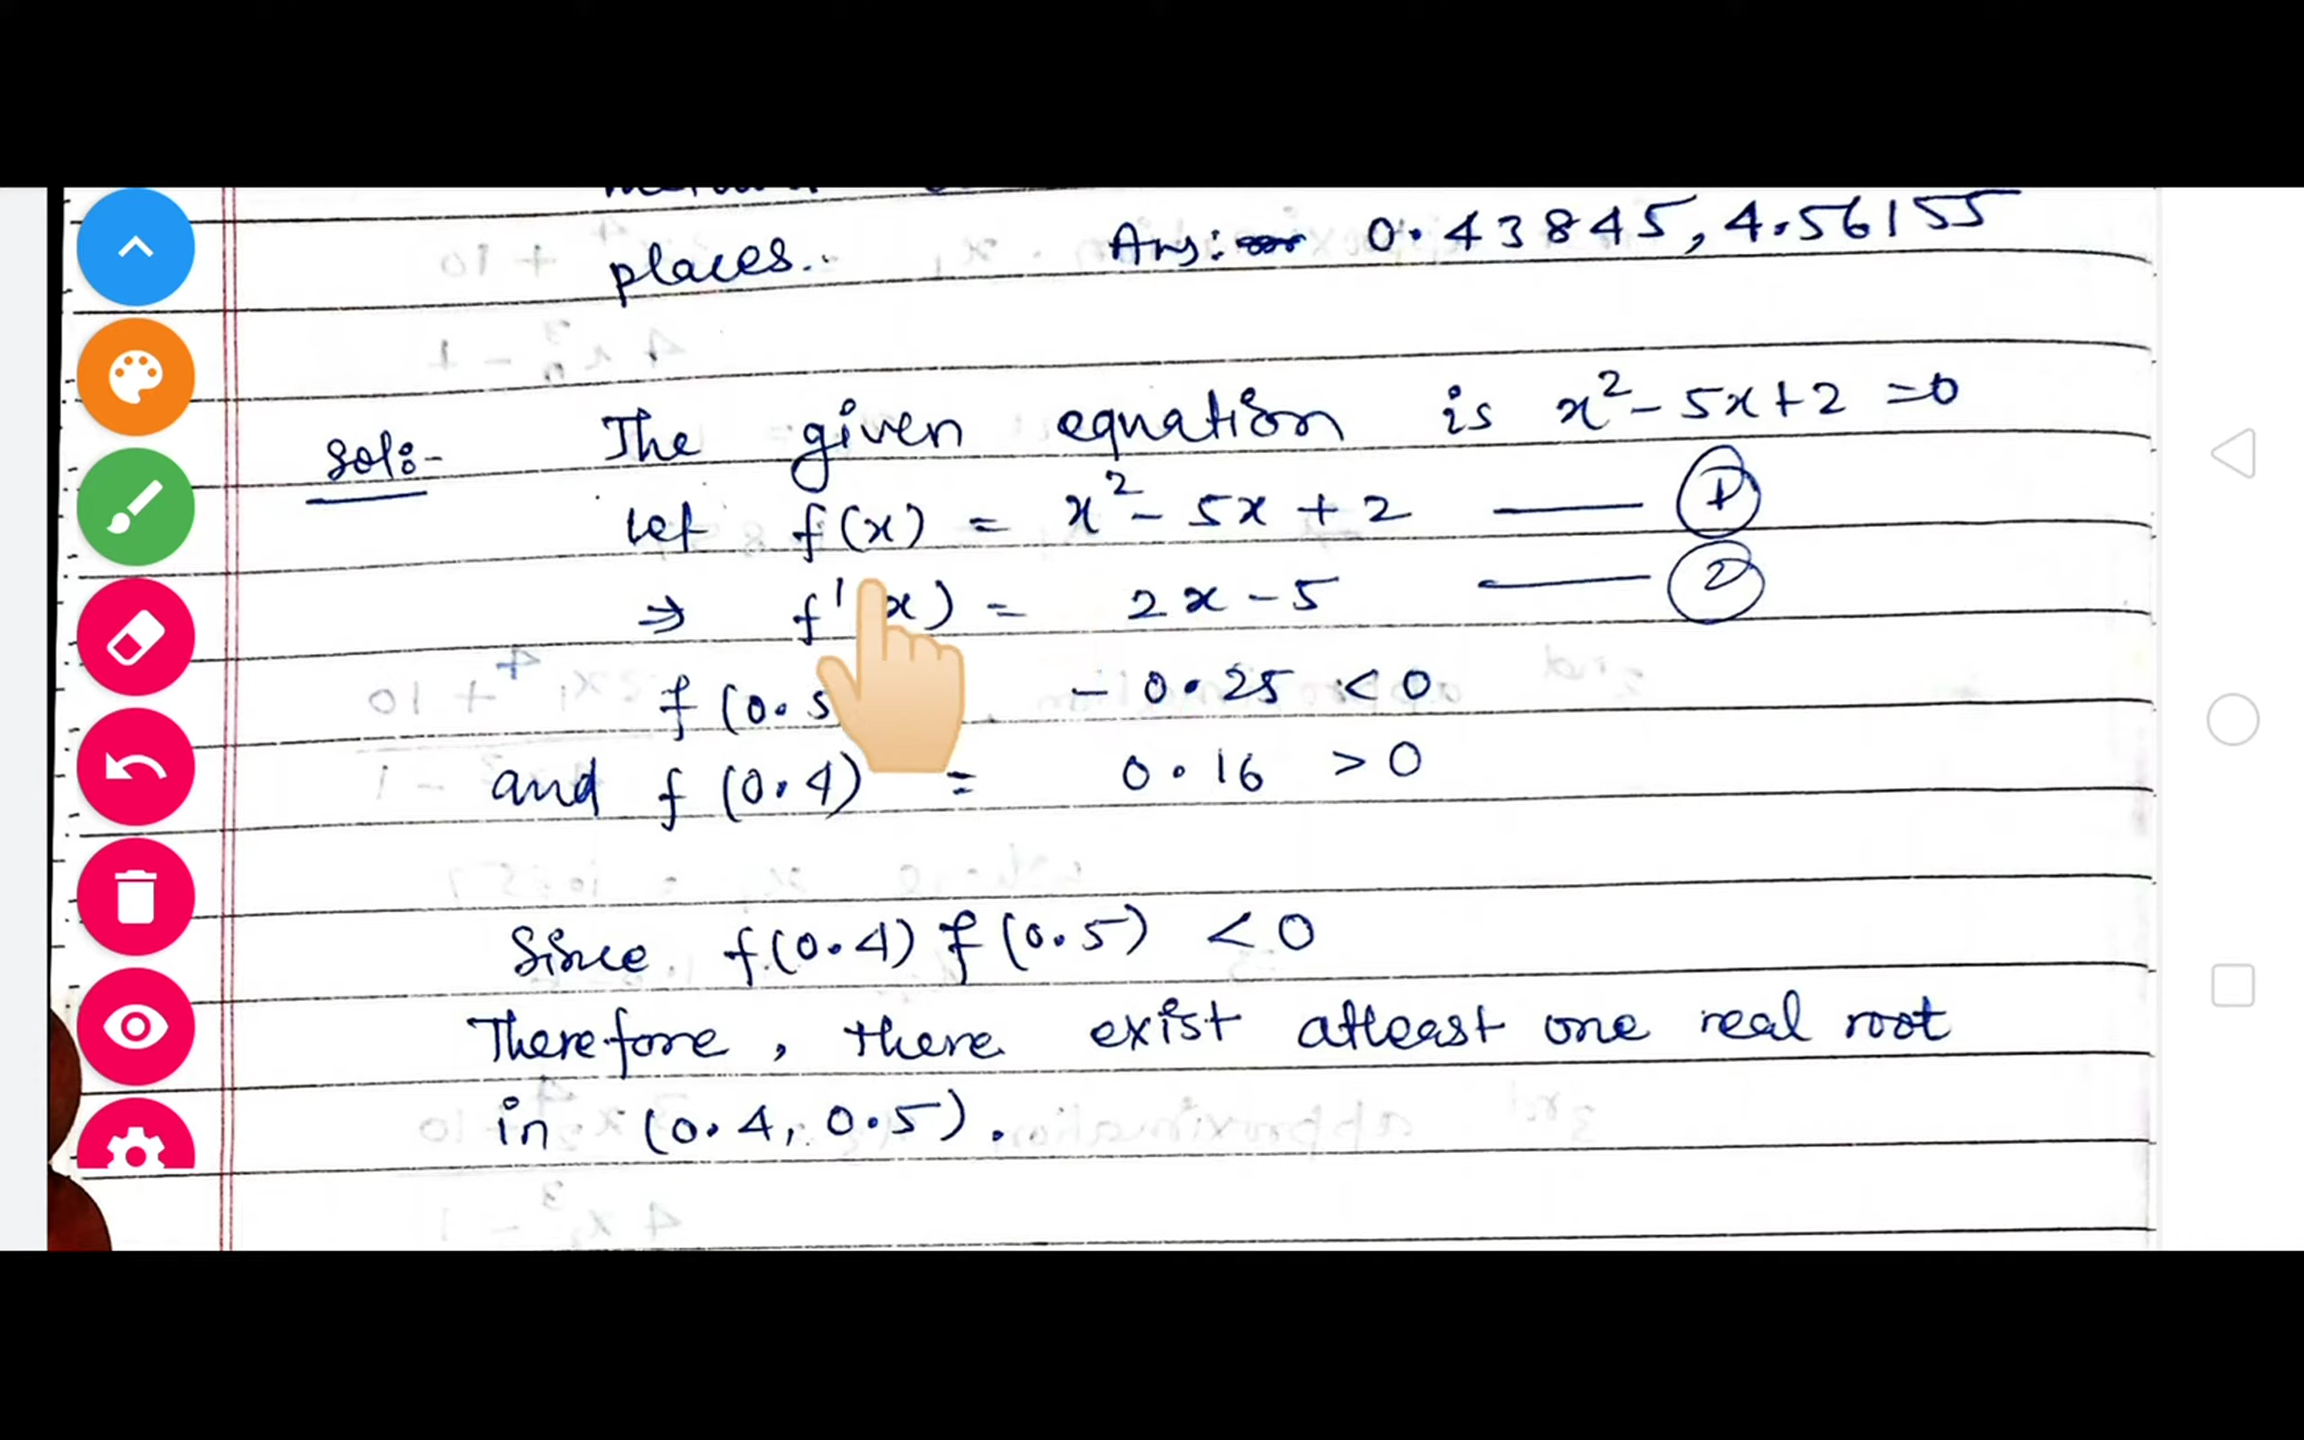 places. Ans: 0.43845, 4.56155
Sol:- The given equation is x² - 5x + 2 = 0
let f(x) = x² - 5x + 2 —— ①
⇒ f'(x) = 2x - 5 —— ②
f(0.5 - 0.25 < 0
and f(0.4) = 0.16 > 0
Since f(0.4) f(0.5) < 0
Therefore, there exist atleast one real root
in (0.4, 0.5).